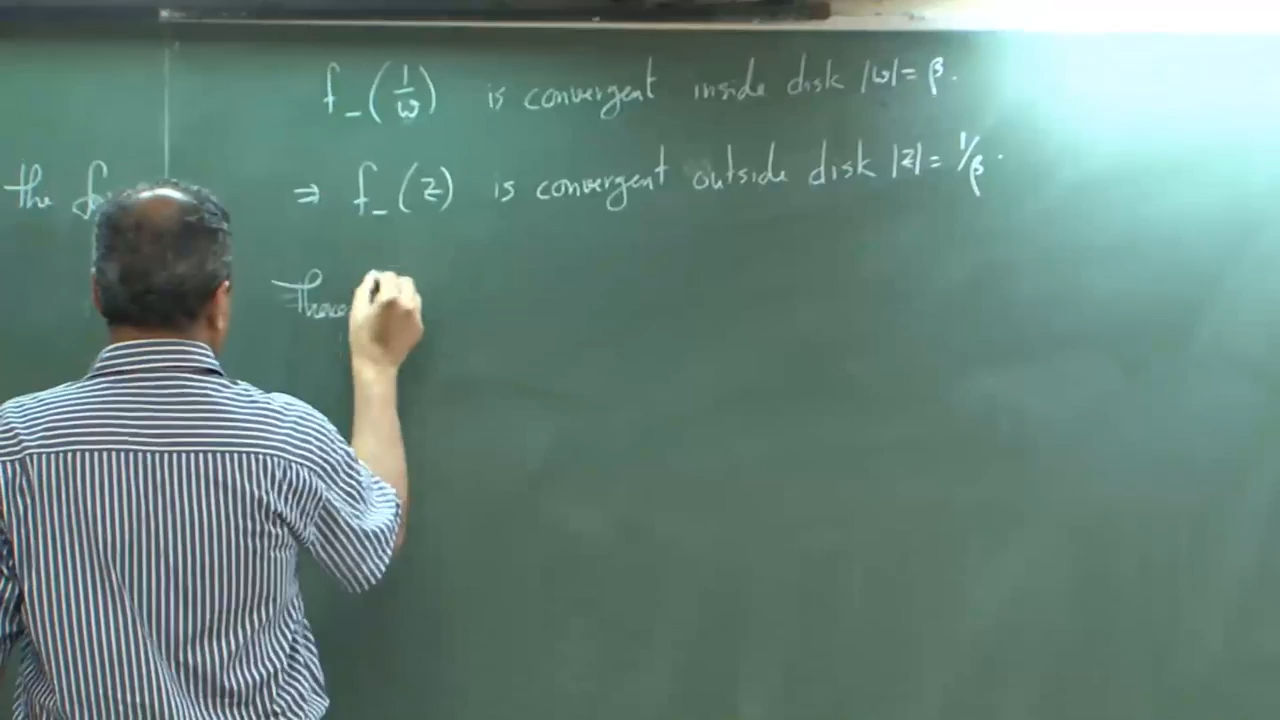 f_-(1/w) is convergent inside disk |w| = β.
the
⇒ f_-(z) is convergent outside disk |z| = 1/β.